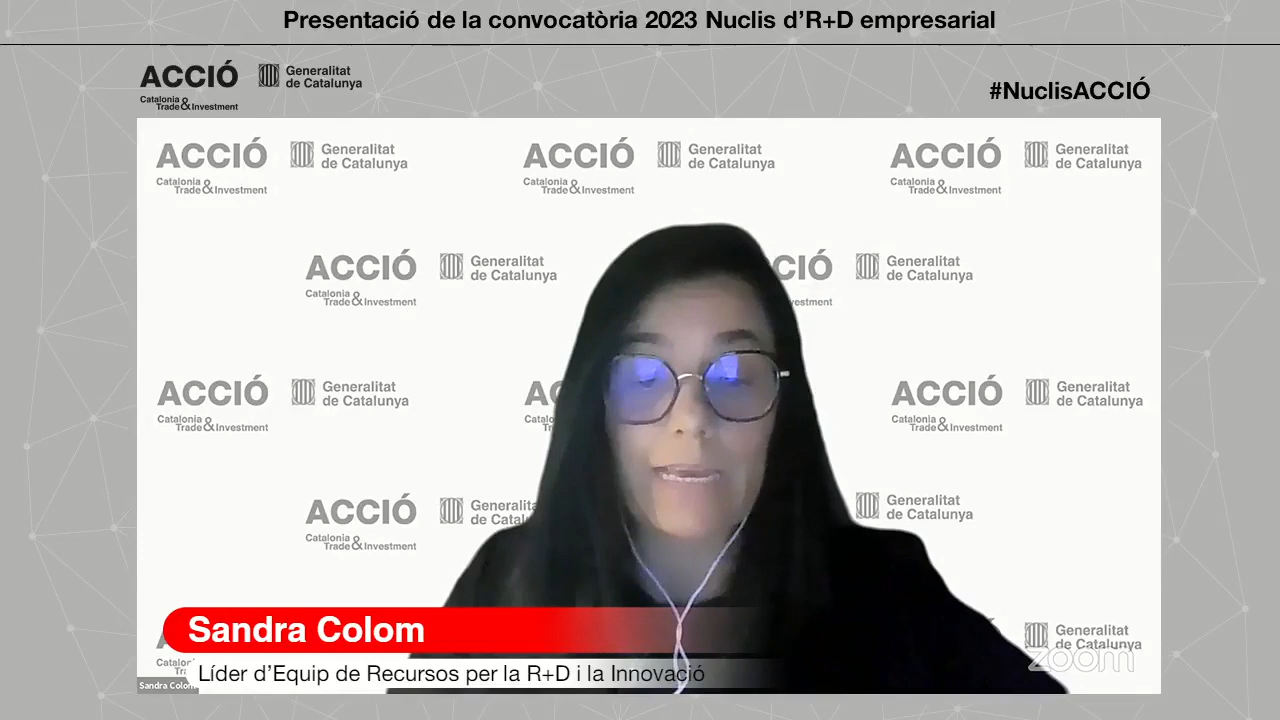 Presentació de la convocatòria 2023 Nuclis d'R+D empresarial
ACCIÓ
Catalonia
Trade & Investment
Generalitat
de Catalunya
#NuclisACCIÓ
ACCIÓ
Catalonia
Trade & Investment
Generalitat
de Catalunya
ACCIÓ
Catalonia
Trade & Investment
Generalitat
de Catalunya
ACCIÓ
Catalonia
Trade & Investment
Generalitat
de Catalunya
ACCIÓ
Catalonia
Trade & Investment
Generalitat
de Catalunya
CIÓ
Investment
Generalitat
de Catalunya
ACCIÓ
Catalonia
Trade & Investment
Generalitat
de Catalunya
ACCIÓ
Catalonia
Trade & Investment
Generalitat
de Catalunya
ACCIÓ
Catalonia
Trade & Investment
Generalitat
de Catal
Generalitat
de Catalunya
Generalitat
de Catalunya
zoom
Sandra Colom
Líder d'Equip de Recursos per la R+D i la Innovació
Sandra Colom